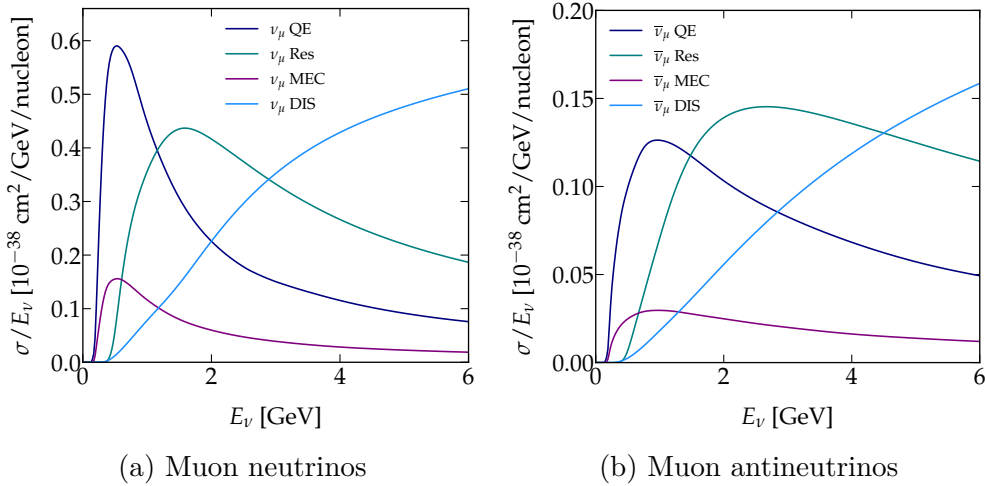 σ/E_ν [10⁻³⁸ cm²/GeV/nucleon]
0.6
0.5
0.4
0.3
0.2
0.1
0.0
ν_μ QE
ν_μ Res
ν_μ MEC
ν_μ DIS
0 2 4 6
E_ν [GeV]
(a) Muon neutrinos
σ/E_ν [10⁻³⁸ cm²/GeV/nucleon]
0.20
0.15
0.10
0.05
0.00
ν̅_μ QE
ν̅_μ Res
ν̅_μ MEC
ν̅_μ DIS
0 2 4 6
E_ν [GeV]
(b) Muon antineutrinos